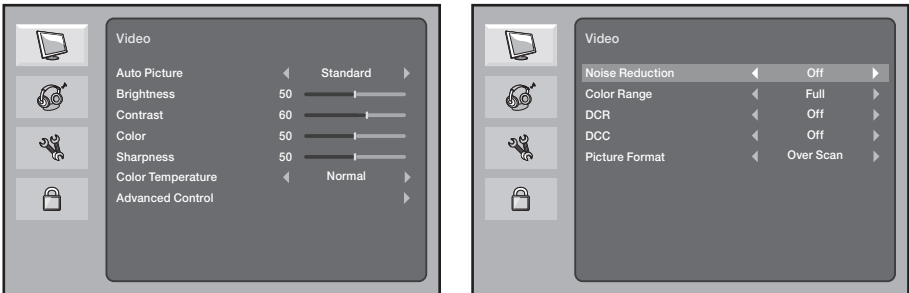 Video
Auto Picture Standard
Brightness 50
Contrast 60
Color 50
Sharpness 50
Color Temperature Normal
Advanced Control
Video
Noise Reduction Off
Color Range Full
DCR Off
DCC Off
Picture Format Over Scan